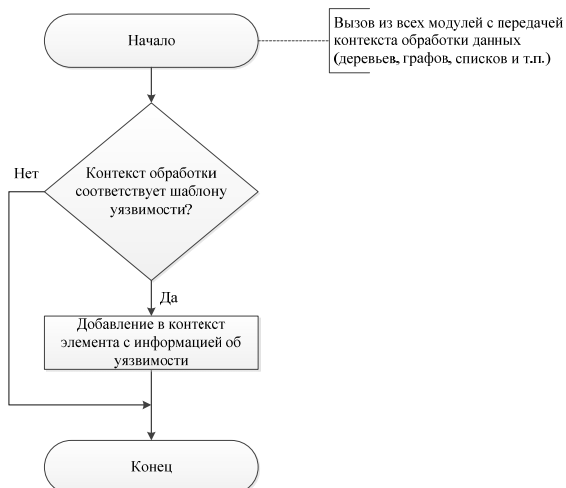 Начало
Вызов из всех модулей с передачей
контекста обработки данных
(деревьев, графов, списков и т.п.)
Нет
Контекст обработки
соответствует шаблону
уязвимости?
Да
Добавление в контекст
элемента с информацией об
уязвимости
Конец